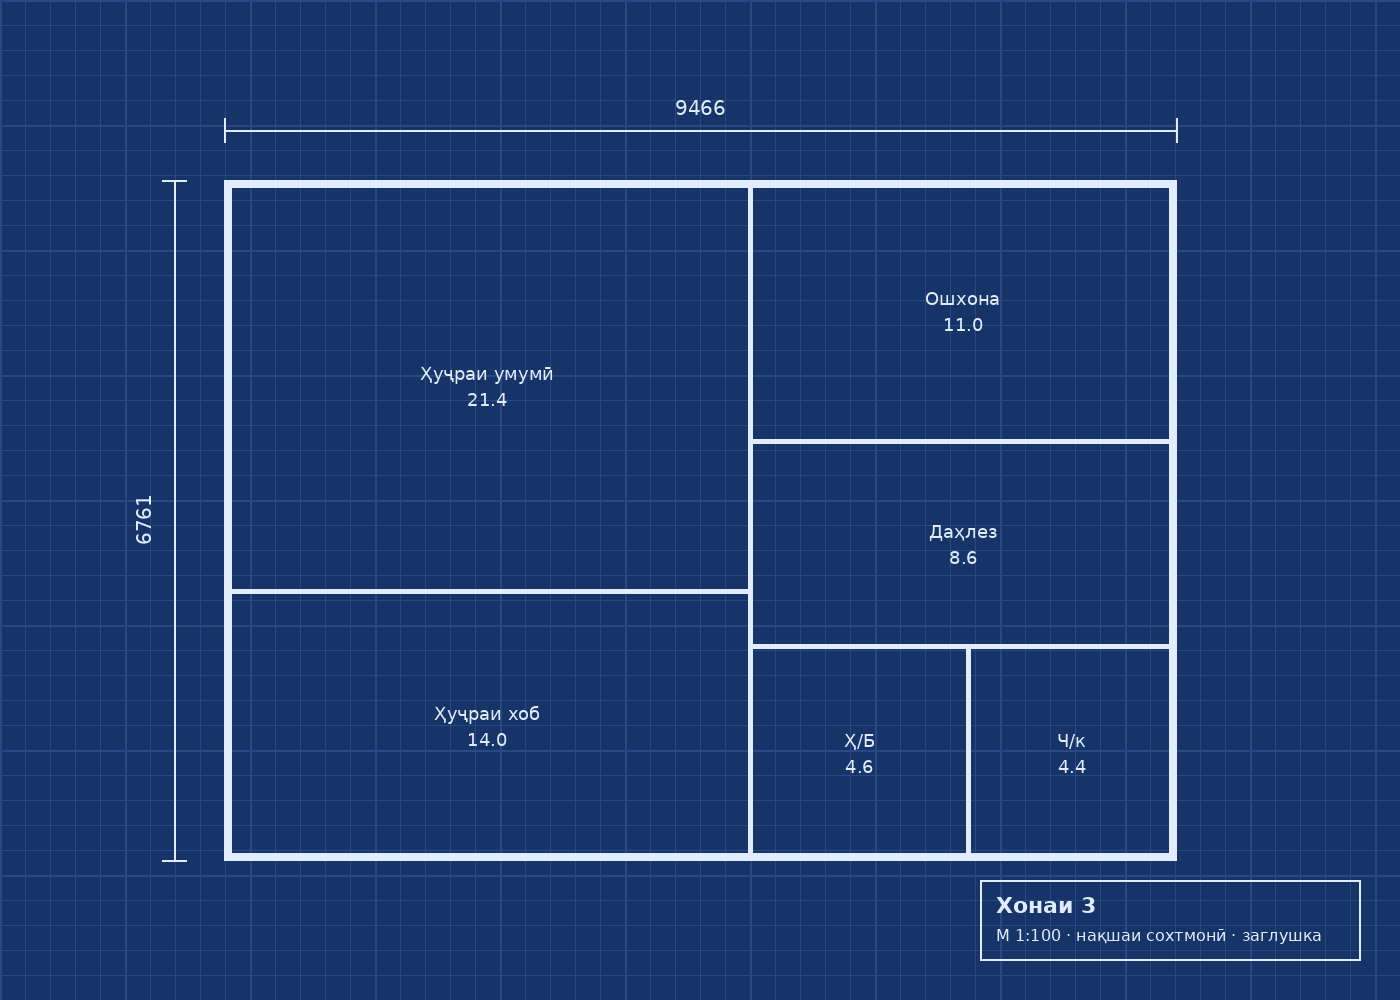 9466
6761
Ошхона
11.0
Ҳуҷраи умумӣ
21.4
Даҳлез
8.6
Ҳуҷраи хоб
14.0
Ҳ/Б
4.6
Ч/к
4.4
Хонаи 3
М 1:100 · нақшаи сохтмонӣ · заглушка